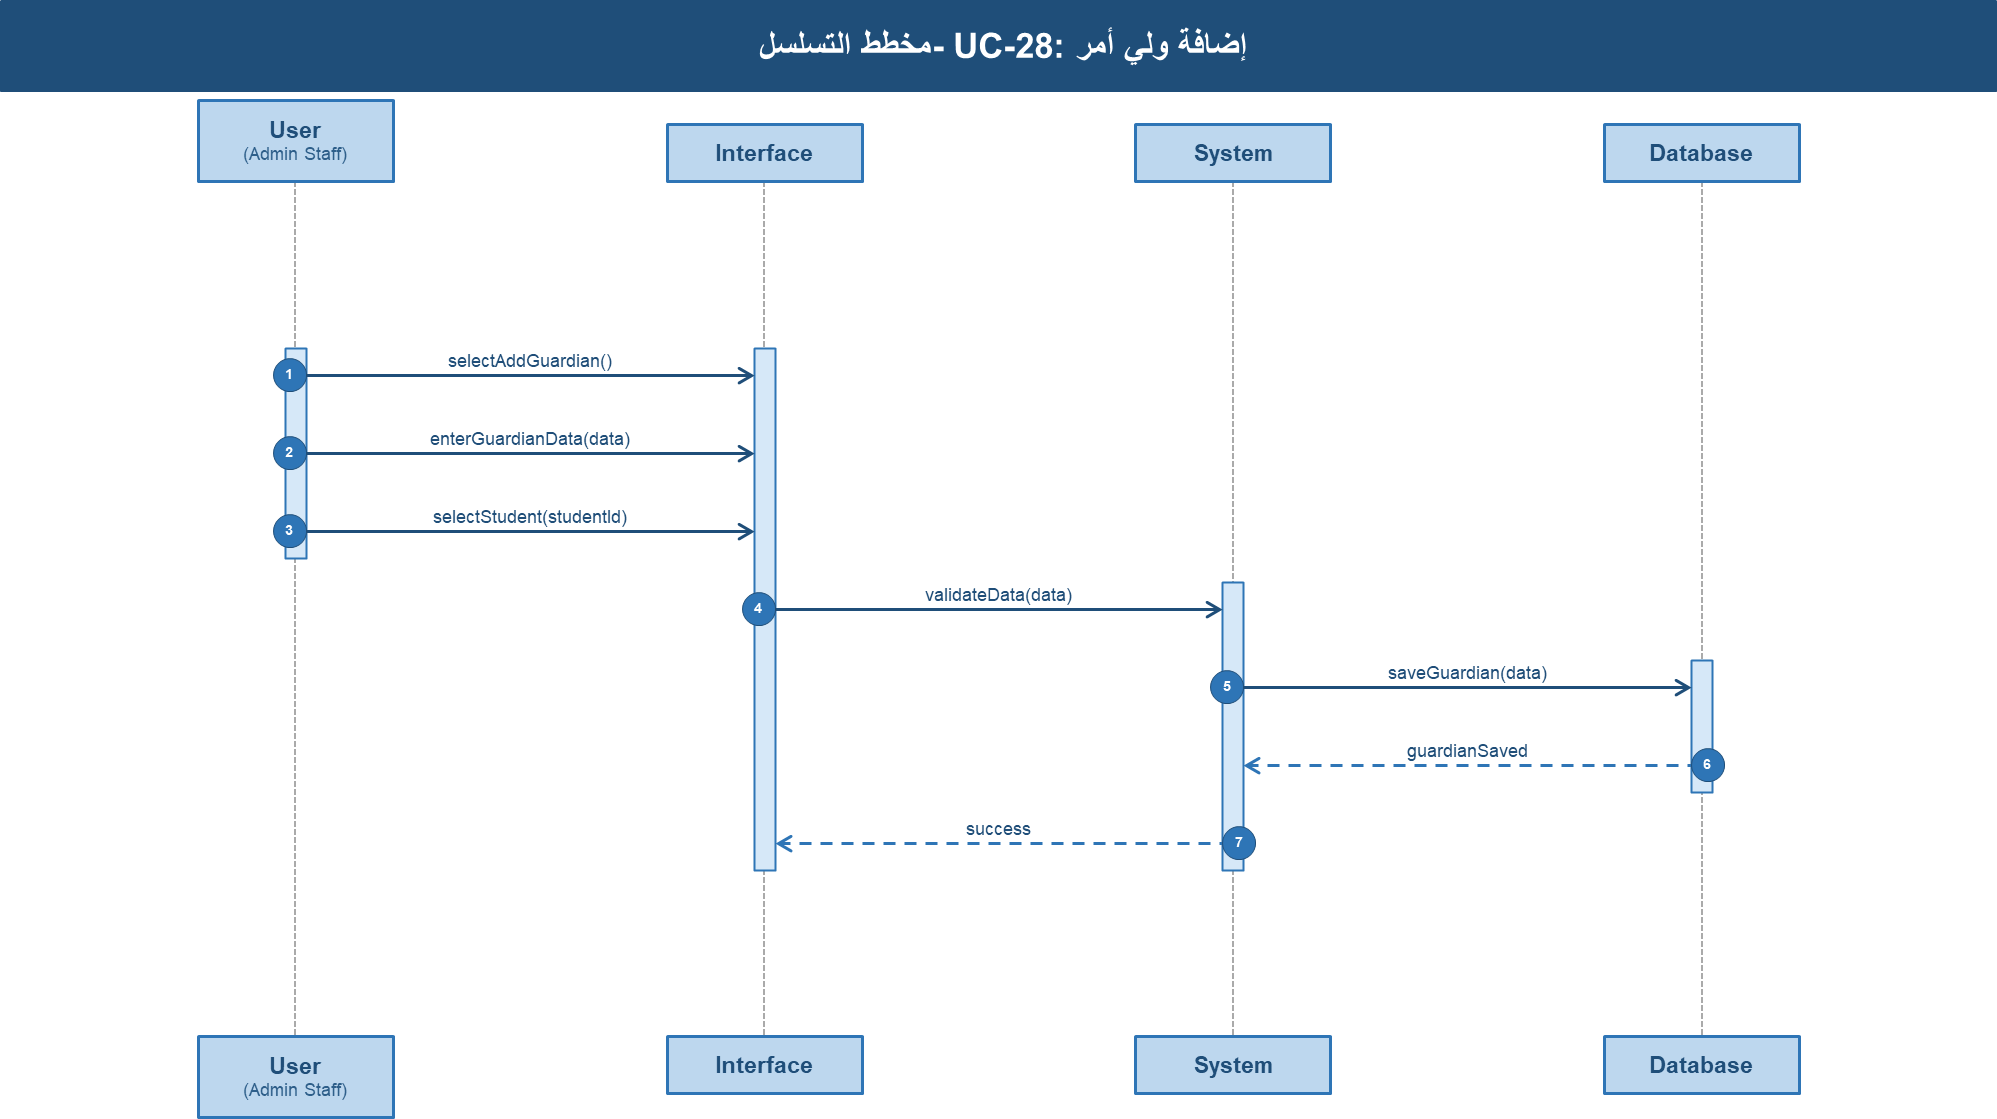 مخطط التسلسل- UC-28: إضافة ولي أمر
User
(Admin Staff)
Interface
System
Database
1
selectAddGuardian()
2
enterGuardianData(data)
3
selectStudent(studentId)
4
validateData(data)
5
saveGuardian(data)
guardianSaved
6
success
7
User
(Admin Staff)
Interface
System
Database